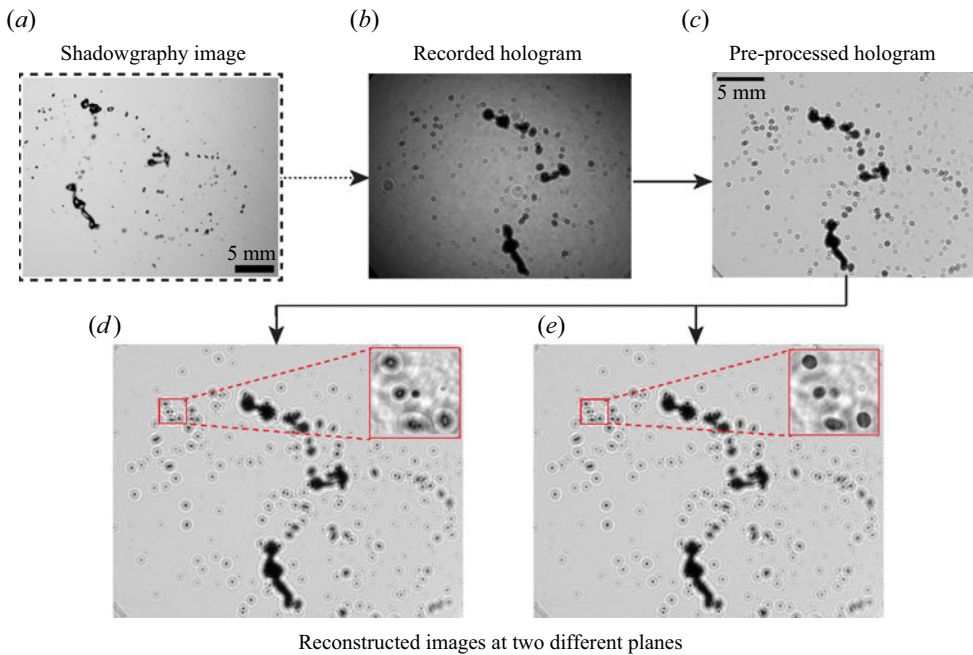 (a)
Shadowgraphy image
5 mm
(b)
Recorded hologram
(c)
Pre-processed hologram
5 mm
(d)
(e)
Reconstructed images at two different planes